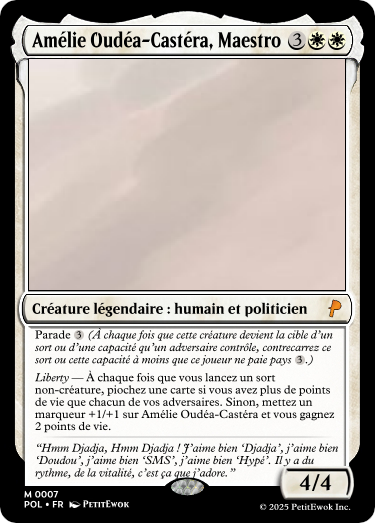 Amélie Oudéa-Castéra, Maestro 3
Créature légendaire : humain et politicien
Parade 3 (À chaque fois que cette créature devient la cible d'un
sort ou d'une capacité qu'un adversaire contrôle, contrecarrez ce
sort ou cette capacité à moins que ce joueur ne paie pays 3.)
Liberty — À chaque fois que vous lancez un sort
non-créature, piochez une carte si vous avez plus de points
de vie que chacun de vos adversaires. Sinon, mettez un
marqueur +1/+1 sur Amélie Oudéa-Castéra et vous gagnez
2 points de vie.
“Hmm Djadja, Hmm Djadja ! J'aime bien ‘Djadja’, j'aime bien
‘Doudou’, j'aime bien ‘SMS’, j'aime bien ‘Hypé’. Il y a du
rythme, de la vitalité, c'est ça que j'adore.”
4/4
M 0007
POL • FR PetitEwok
© 2025 PetitEwok Inc.